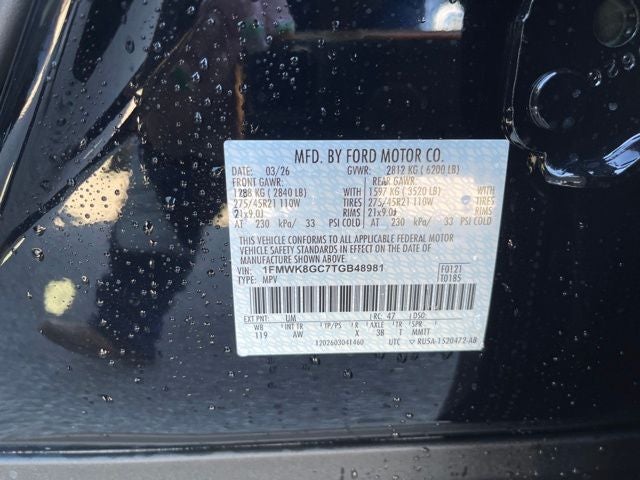 MFD. BY FORD MOTOR CO.
DATE: 03/26 GVWR: 2812 KG ( 6200 LB)
FRONT GAWR: REAR GAWR:
1288 KG ( 2840 LB) WITH 1597 KG ( 3520 LB) WITH
275/45R21 110W TIRES 275/45R21 110W TIRES
21x9.0J RIMS 21x9.0J RIMS
AT 230 kPa/ 33 PSI COLD AT 230 kPa/ 33 PSI COLD
THIS VEHICLE CONFORMS TO ALL APPLICABLE FEDERAL MOTOR
VEHICLE SAFETY STANDARDS IN EFFECT ON THE DATE OF
MANUFACTURE SHOWN ABOVE.
VIN: 1FMWK8GC7TGB48981 F0121
TYPE: MPV T0185
EXT PNT: UM RC: 47 DSO:
WB INT TR TP/PS R AXLE TR SPR
119 AW X 38 T MMTT
1202603041460 UTC RU5A-1520472-AB